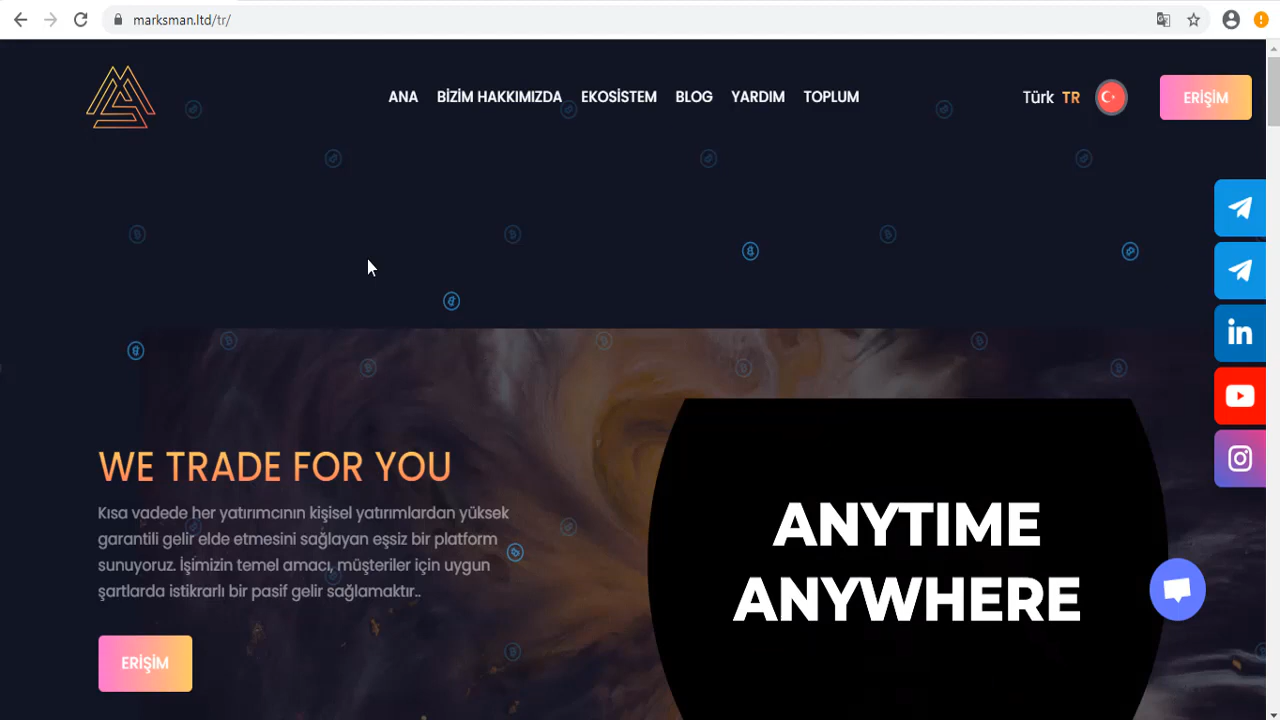 marksman.ltd/tr/
ANA BİZİM HAKKIMIZDA EKOSİSTEM BLOG YARDIM TOPLUM
Türk TR
ERİŞİM
WE TRADE FOR YOU
Kısa vadede her yatırımcının kişisel yatırımlardan yüksek
garantili gelir elde etmesini sağlayan eşsiz bir platform
sunuyoruz. İşimizin temel amacı, müşteriler için uygun
şartlarda istikrarlı bir pasif gelir sağlamaktır..
ERİŞİM
ANYTIME
ANYWHERE